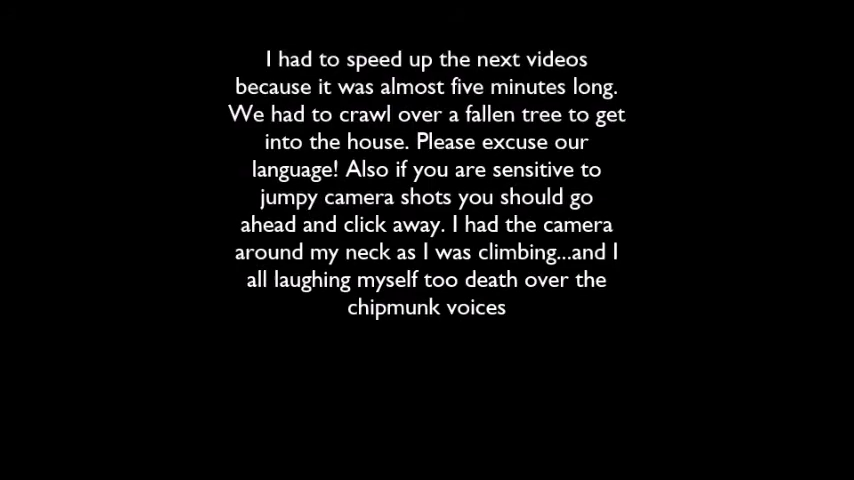 I had to speed up the next videos
because it was almost five minutes long.
We had to crawl over a fallen tree to get
into the house. Please excuse our
language! Also if you are sensitive to
jumpy camera shots you should go
ahead and click away. I had the camera
around my neck as I was climbing...and I
all laughing myself too death over the
chipmunk voices